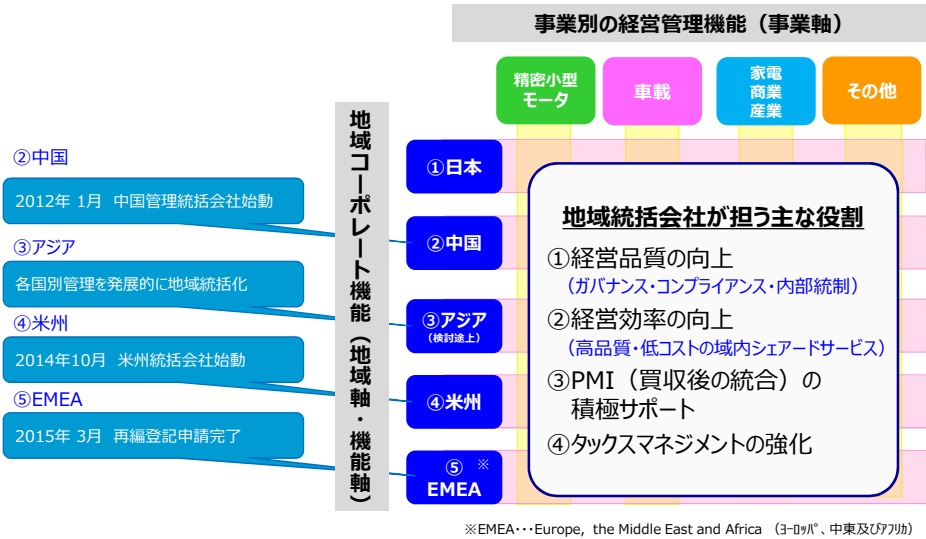 事業別の経営管理機能（事業軸）
精密小型
モータ
車載
家電
商業
産業
その他
地域コーポレート機能（地域軸・機能軸）
②中国
2012年 1月 中国管理統括会社始動
③アジア
各国別管理を発展的に地域統括化
④米州
2014年10月 米州統括会社始動
⑤EMEA
2015年 3月 再編登記申請完了
①日本
②中国
③アジア
（検討途上）
④米州
⑤ ※
EMEA
地域統括会社が担う主な役割
①経営品質の向上
（ガバナンス・コンプライアンス・内部統制）
②経営効率の向上
（高品質・低コストの域内シェアードサービス）
③PMI（買収後の統合）の
積極サポート
④タックスマネジメントの強化
※EMEA･･･Europe, the Middle East and Africa （ﾖｰﾛｯﾊﾟ、中東及びｱﾌﾘｶ）